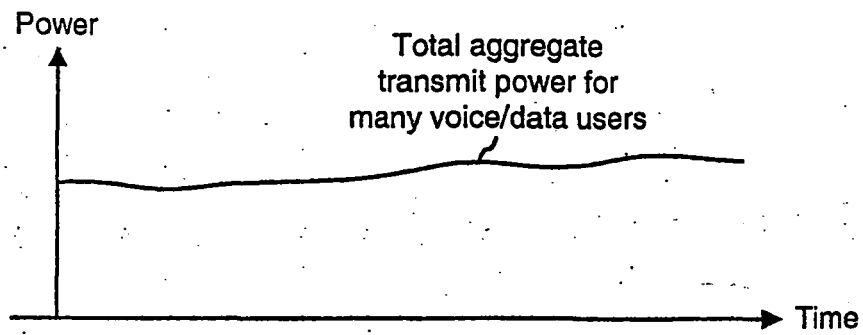 Power
Total aggregate
transmit power for
many voice/data users
Time